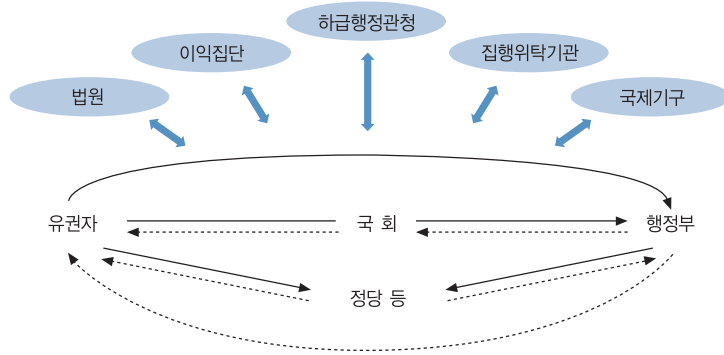 하급행정관청
이익집단
집행위탁기관
법원
국제기구
유권자
국 회
행정부
정당 등